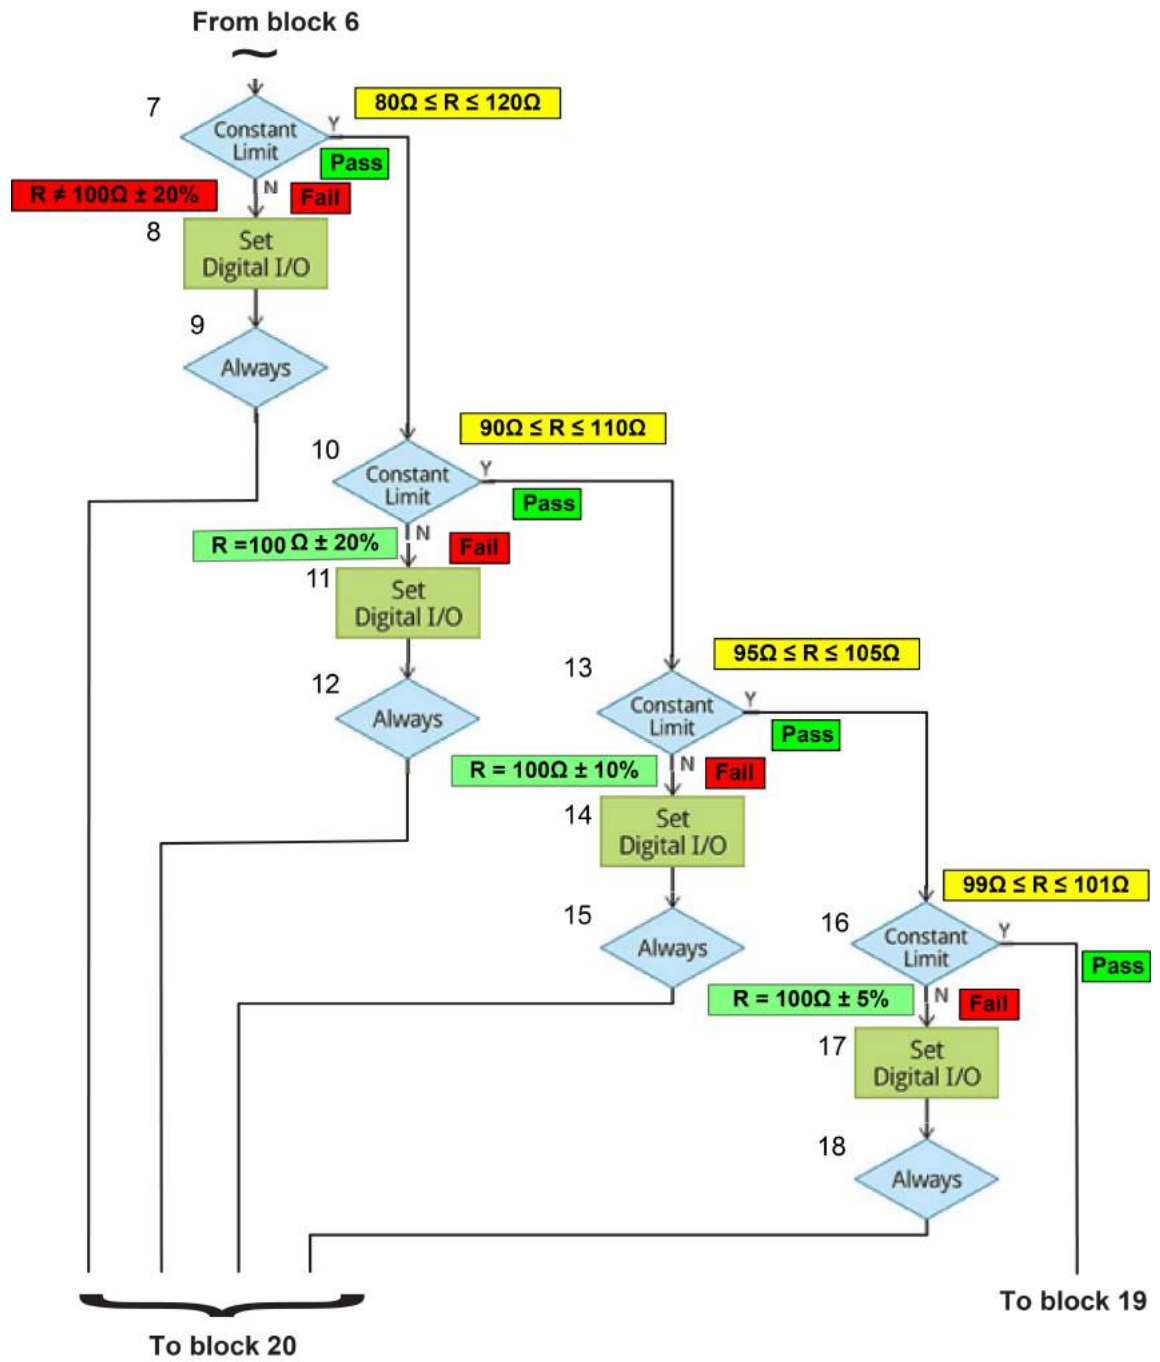 From block 6
7
80Ω ≤ R ≤ 120Ω
Constant
Limit
Y
Pass
N
R ≠ 100Ω ± 20%
Fail
8
Set
Digital I/O
9
Always
90Ω ≤ R ≤ 110Ω
10
Constant
Limit
Y
Pass
N
R =100 Ω ± 20%
Fail
11
Set
Digital I/O
12
Always
95Ω ≤ R ≤ 105Ω
13
Constant
Limit
Y
Pass
N
R = 100Ω ± 10%
Fail
14
Set
Digital I/O
15
Always
99Ω ≤ R ≤ 101Ω
16
Constant
Limit
Y
Pass
N
R = 100Ω ± 5%
Fail
17
Set
Digital I/O
18
Always
To block 19
To block 20